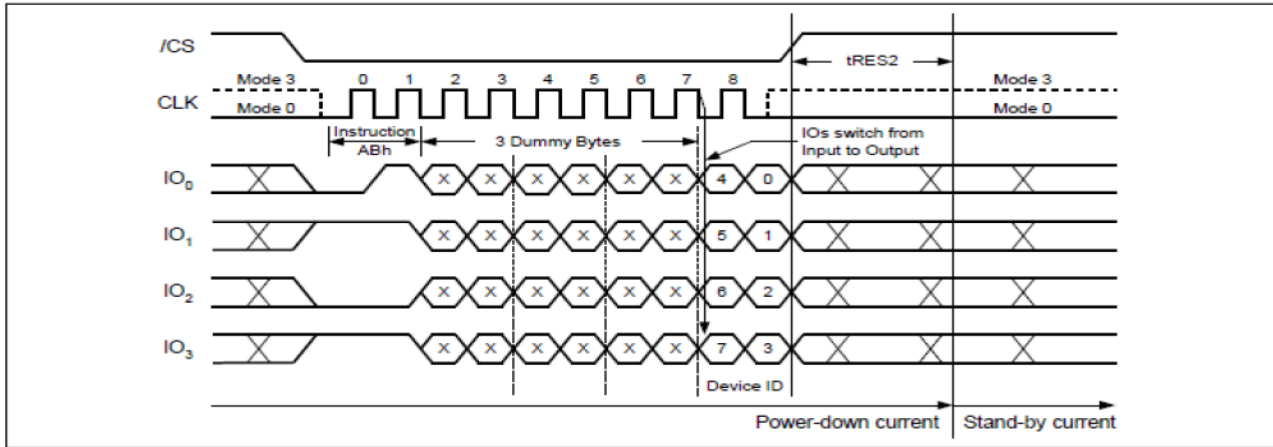 /CS
tRES2
Mode 3 0 1 2 3 4 5 6 7 8 Mode 3
CLK
Mode 0 Mode 0
Instruction
ABh
3 Dummy Bytes
IOs switch from
Input to Output
IO0 X X X X X X X 4 0 X X X
IO1 X X X X X X X 5 1 X X X
IO2 X X X X X X X 6 2 X X X
IO3 X X X X X X X 7 3 X X X
Device ID
Power-down current Stand-by current